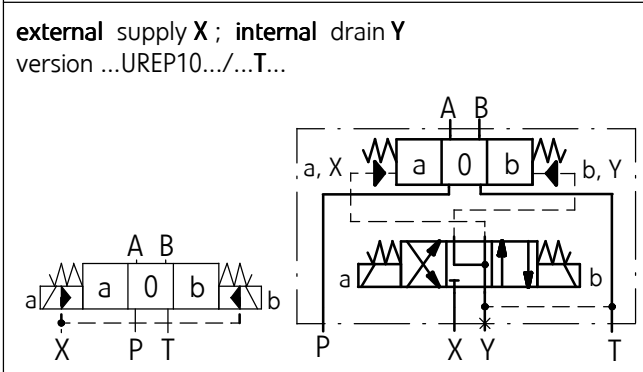 external supply X ; internal drain Y
version ...UREP10.../...T...
A B
a, X a 0 b b, Y
A B
a a 0 b b
a b
X P T
P X Y T